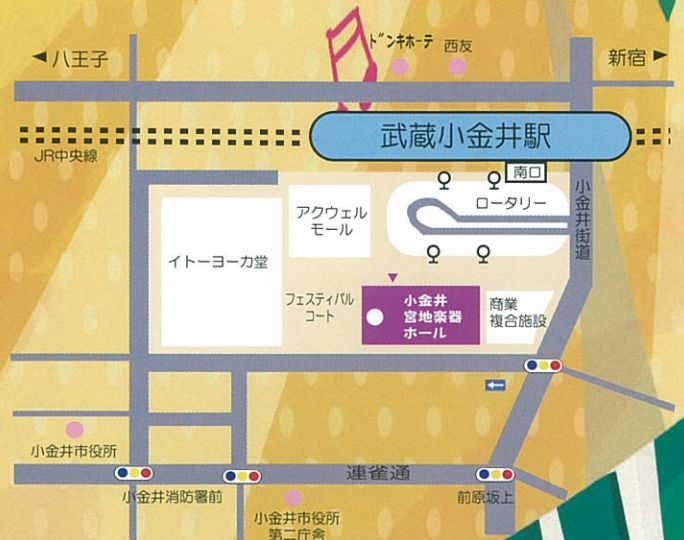 ドンキホーテ
西友
◀八王子
新宿▶
武蔵小金井駅
JR中央線
南口
小金井街道
ロータリー
アクウェル
モール
イトーヨーカ堂
フェスティバル
コート
小金井
宮地楽器
ホール
商業
複合施設
小金井市役所
連雀通
小金井消防署前
前原坂上
小金井市役所
第二庁舎